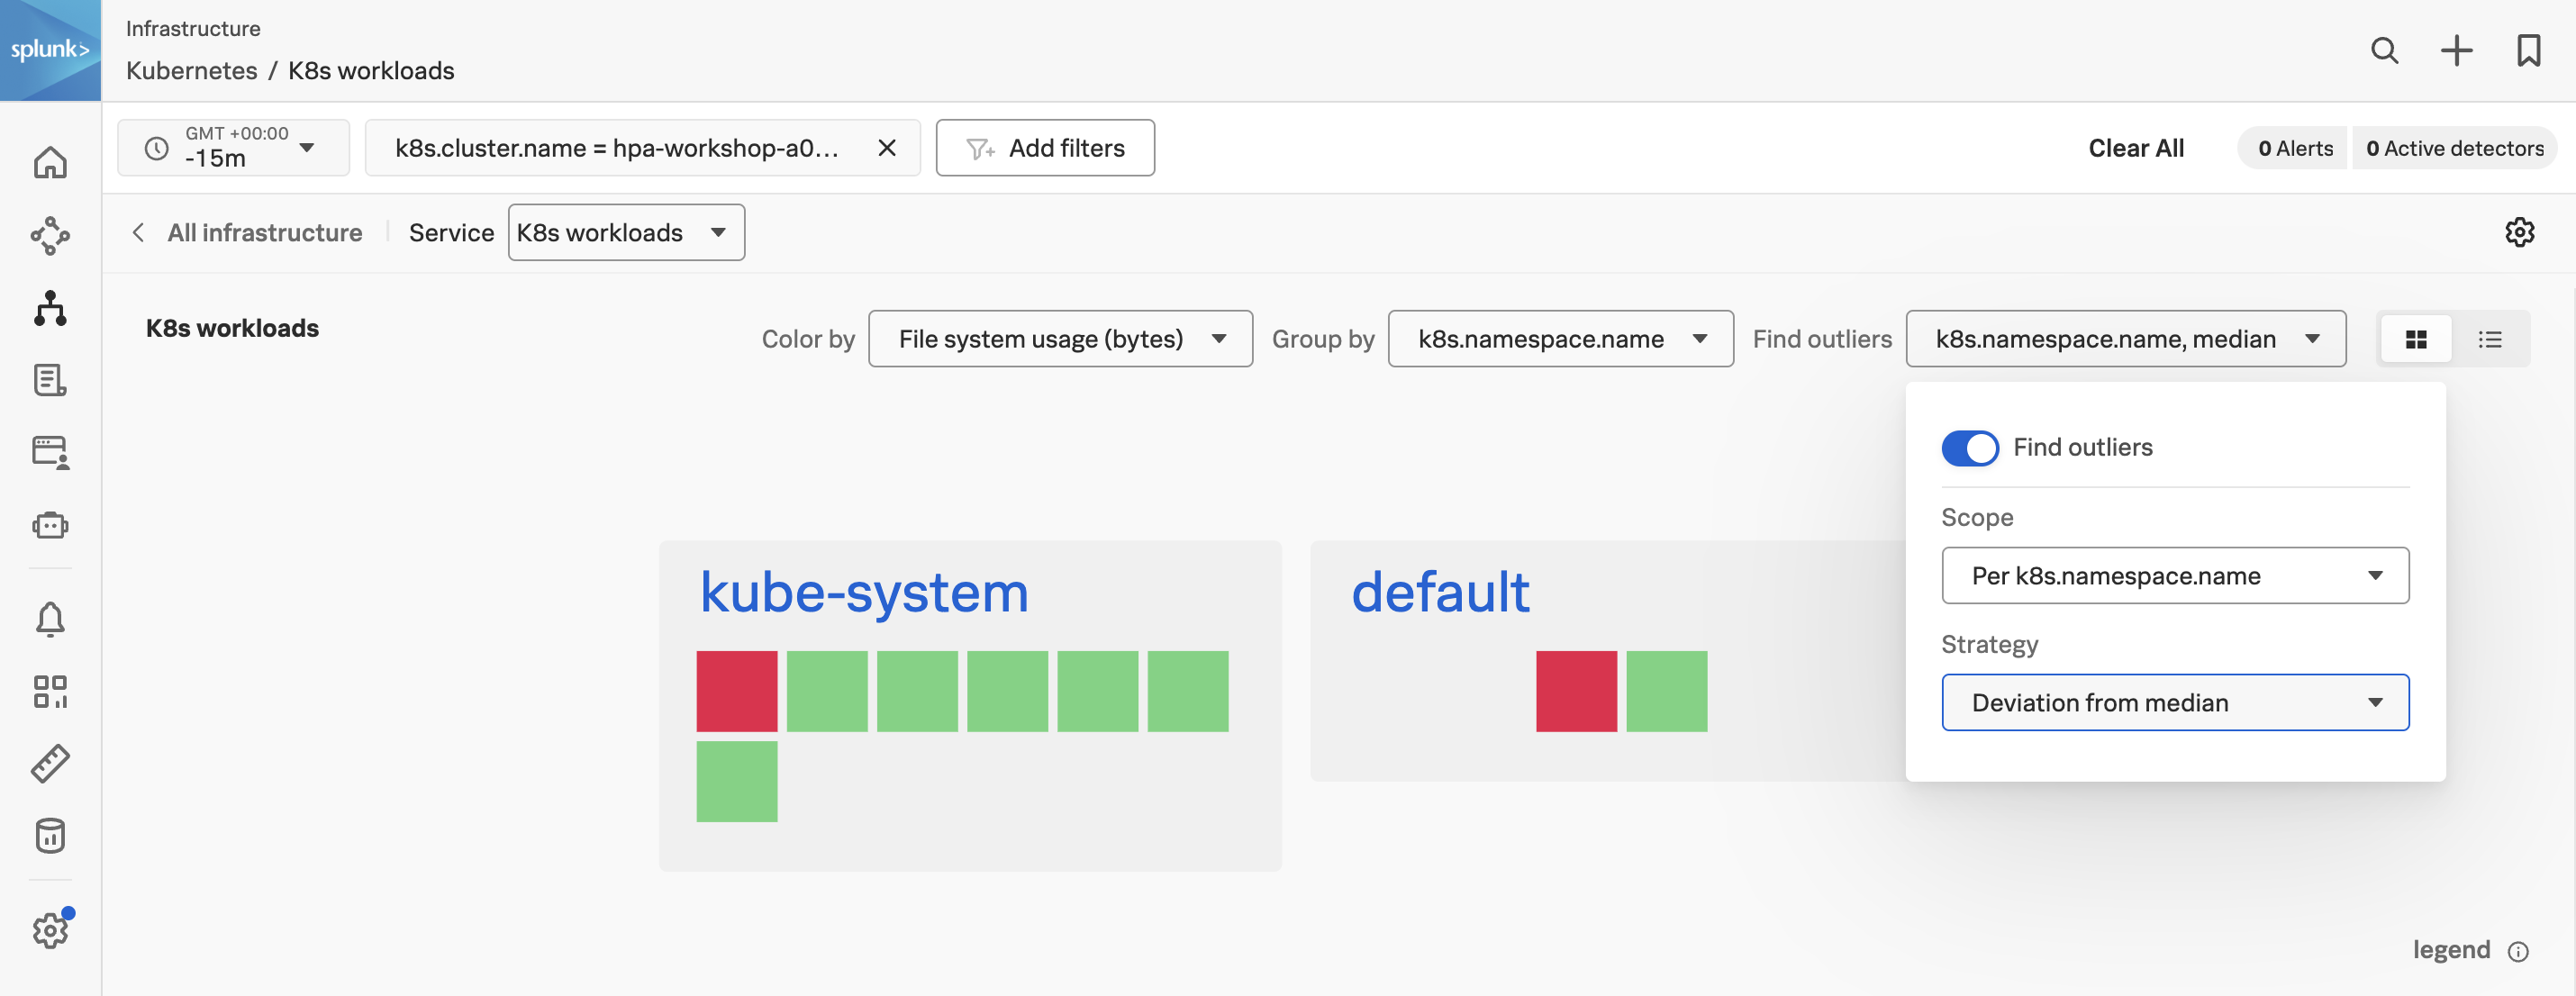 splunk>
Infrastructure
Kubernetes / K8s workloads
GMT +00:00
-15m
k8s.cluster.name = hpa-workshop-a0...
Add filters
Clear All
0 Alerts
0 Active detectors
All infrastructure
Service
K8s workloads
K8s workloads
Color by
File system usage (bytes)
Group by
k8s.namespace.name
Find outliers
k8s.namespace.name, median
Find outliers
Scope
Per k8s.namespace.name
Strategy
Deviation from median
kube-system
default
legend